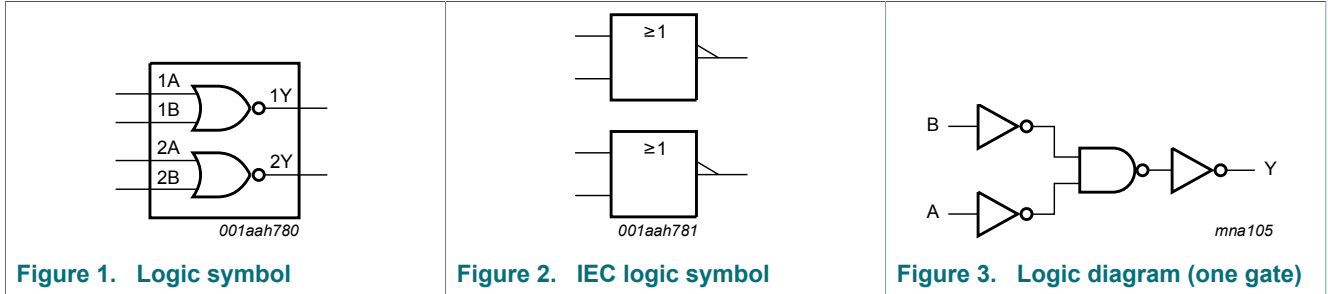 1A
1B
1Y
2A
2B
2Y
001aah780
Figure 1. Logic symbol
≥1
≥1
001aah781
Figure 2. IEC logic symbol
B
A
Y
mna105
Figure 3. Logic diagram (one gate)